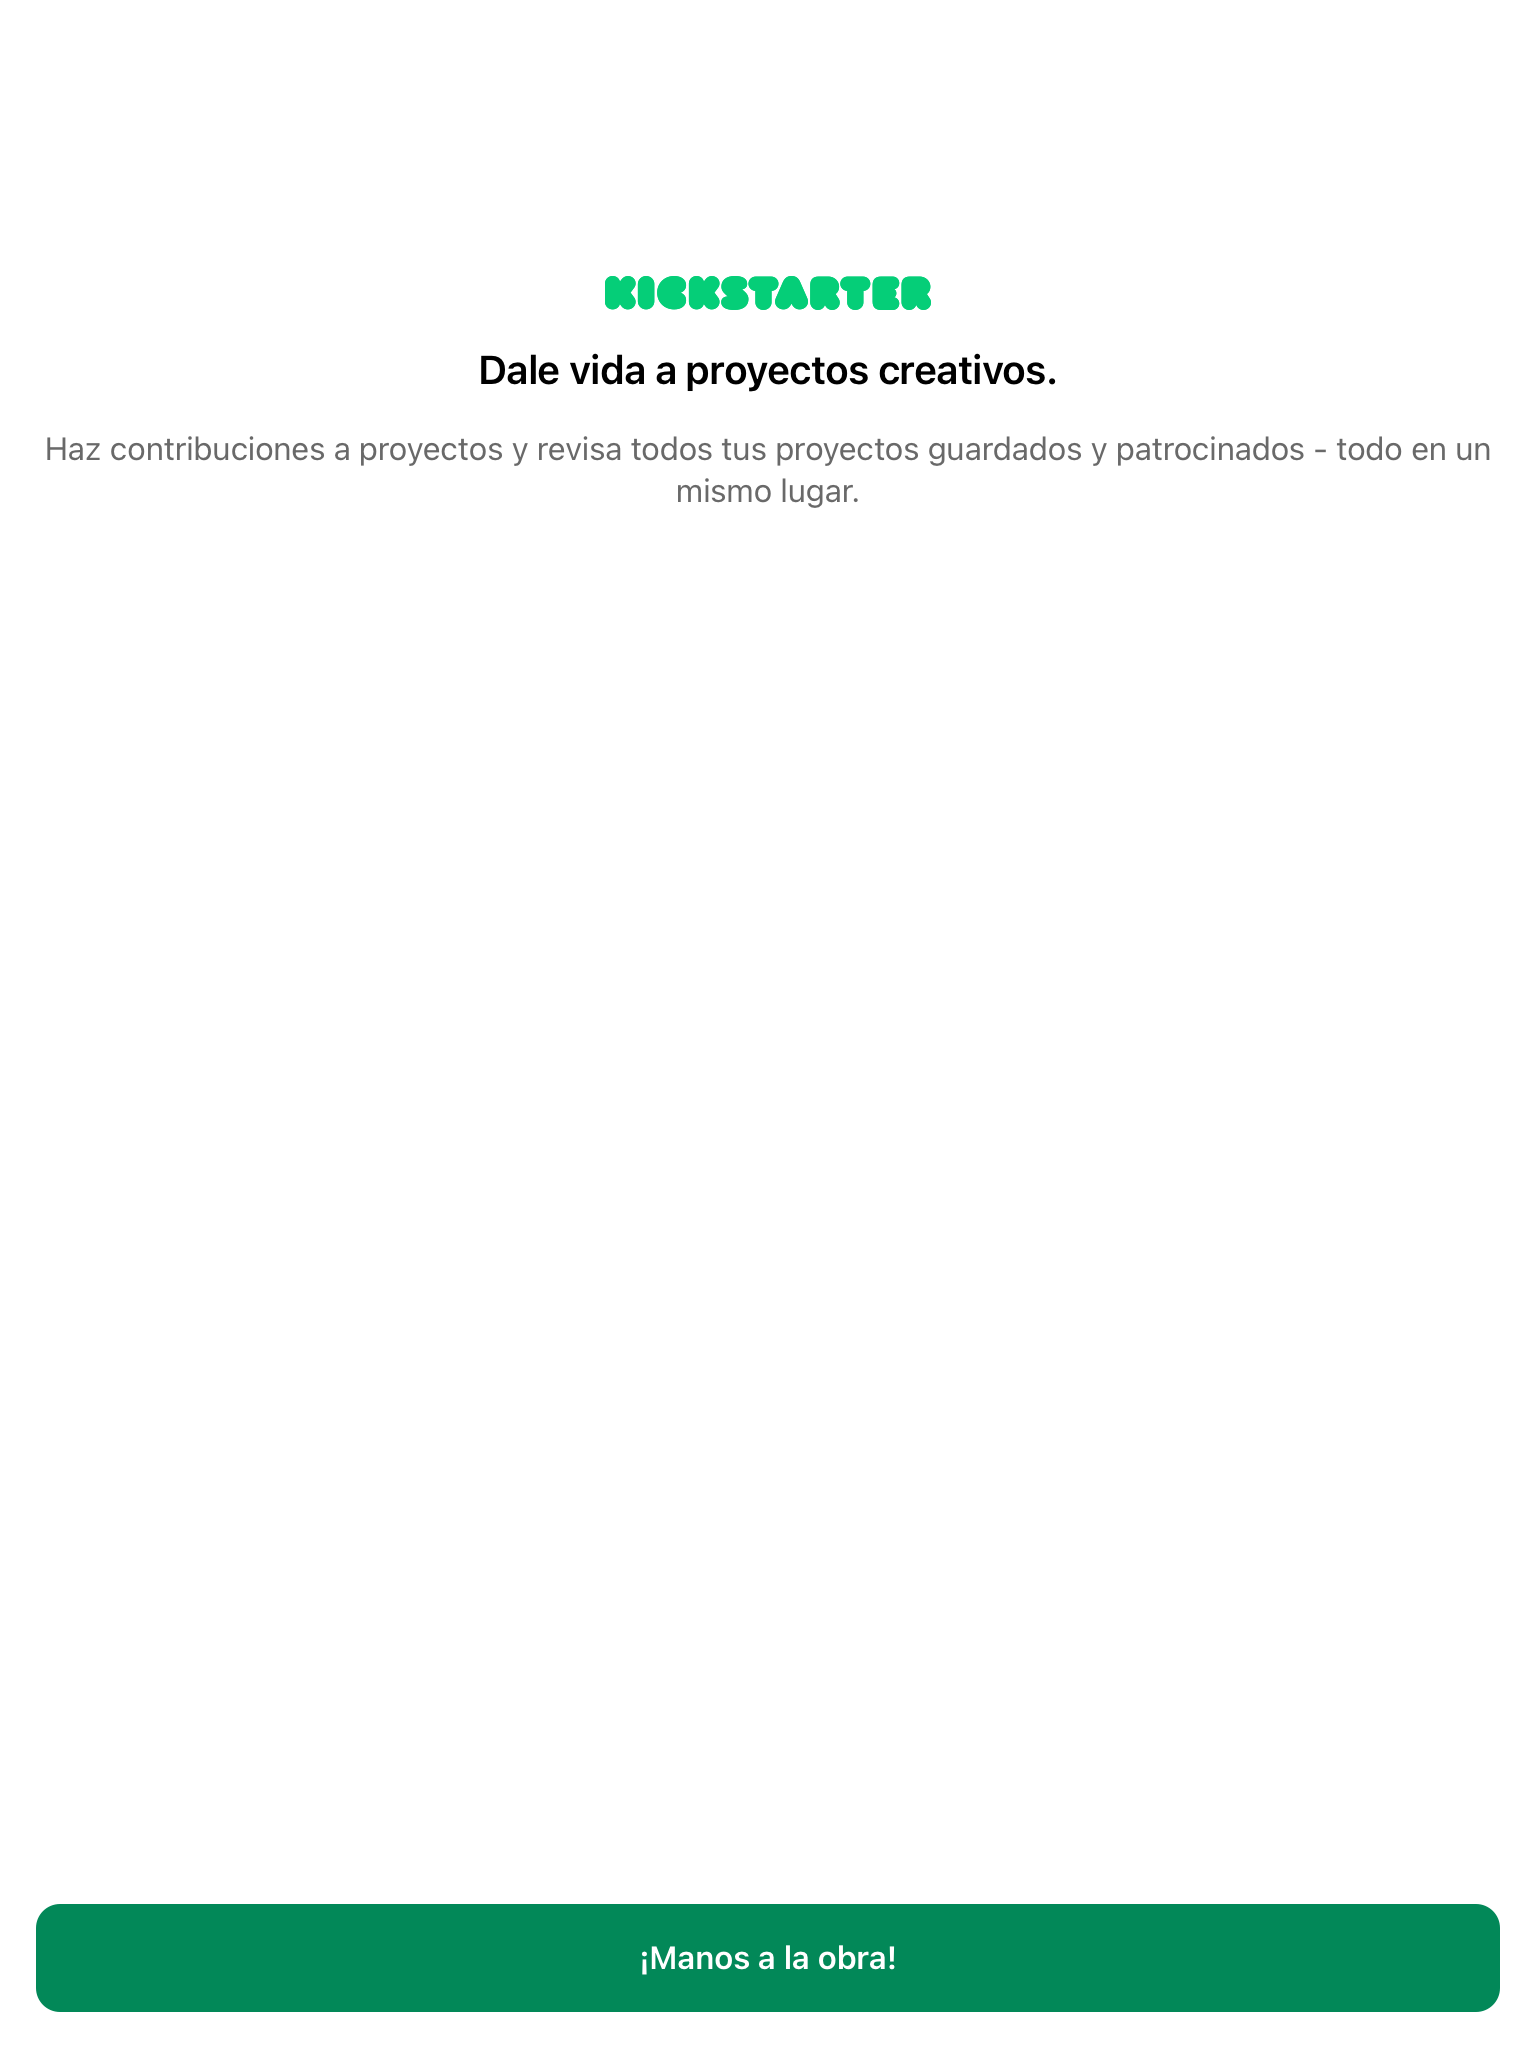 KICKSTARTER
Dale vida a proyectos creativos.
Haz contribuciones a proyectos y revisa todos tus proyectos guardados y patrocinados - todo en un
mismo lugar.
¡Manos a la obra!